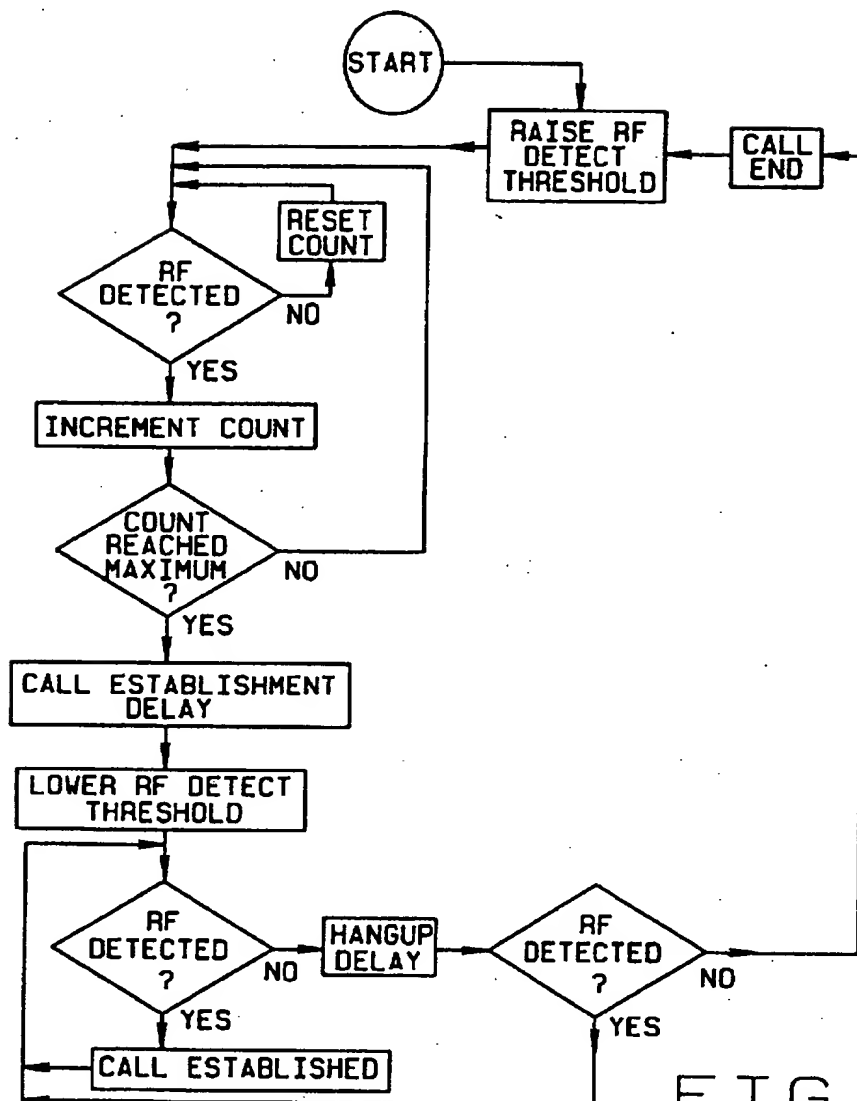 START
RAISE RF
DETECT
THRESHOLD
CALL
END
RESET
COUNT
RF
DETECTED
?
NO
YES
INCREMENT COUNT
COUNT
REACHED
MAXIMUM
?
NO
YES
CALL ESTABLISHMENT
DELAY
LOWER RF DETECT
THRESHOLD
RF
DETECTED
?
NO
YES
HANGUP
DELAY
RF
DETECTED
?
NO
YES
CALL ESTABLISHED
FIG